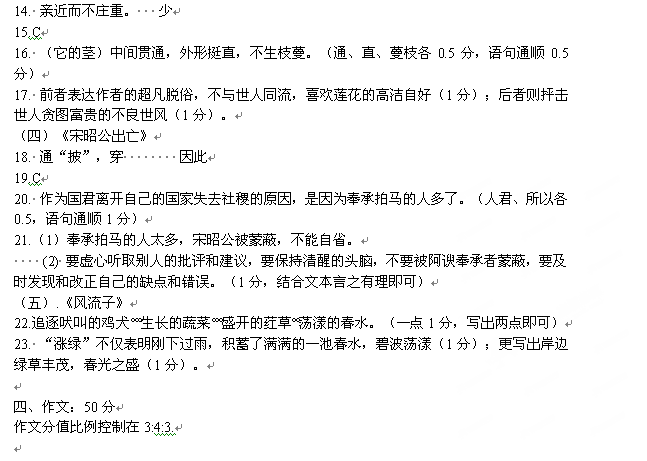 14. 亲近而不庄重。 少
15.C
16. （它的茎）中间贯通，外形挺直，不生枝蔓。（通、直、蔓枝各 0.5 分，语句通顺 0.5
分）
17. 前者表达作者的超凡脱俗，不与世人同流，喜欢莲花的高洁自好（1 分）；后者则抨击
世人贪图富贵的不良世风（1 分）。
（四）《宋昭公出亡》
18. 通“披”，穿 因此
19.C
20. 作为国君离开自己的国家失去社稷的原因，是因为奉承拍马的人多了。（人君、所以各
0.5，语句通顺 1 分）
21.（1）奉承拍马的人太多，宋昭公被蒙蔽，不能自省。
(2) 要虚心听取别人的批评和建议，要保持清醒的头脑，不要被阿谀奉承者蒙蔽，要及
时发现和改正自己的缺点和错误。（1 分，结合文本言之有理即可）
（五）.《风流子》
22.追逐吠叫的鸡犬 生长的蔬菜 盛开的荭草 荡漾的春水。（一点 1 分，写出两点即可）
23. “涨绿”不仅表明刚下过雨，积蓄了满满的一池春水，碧波荡漾（1 分）；更写出岸边
绿草丰茂，春光之盛（1 分）。
四、作文：50 分
作文分值比例控制在 3:4:3.